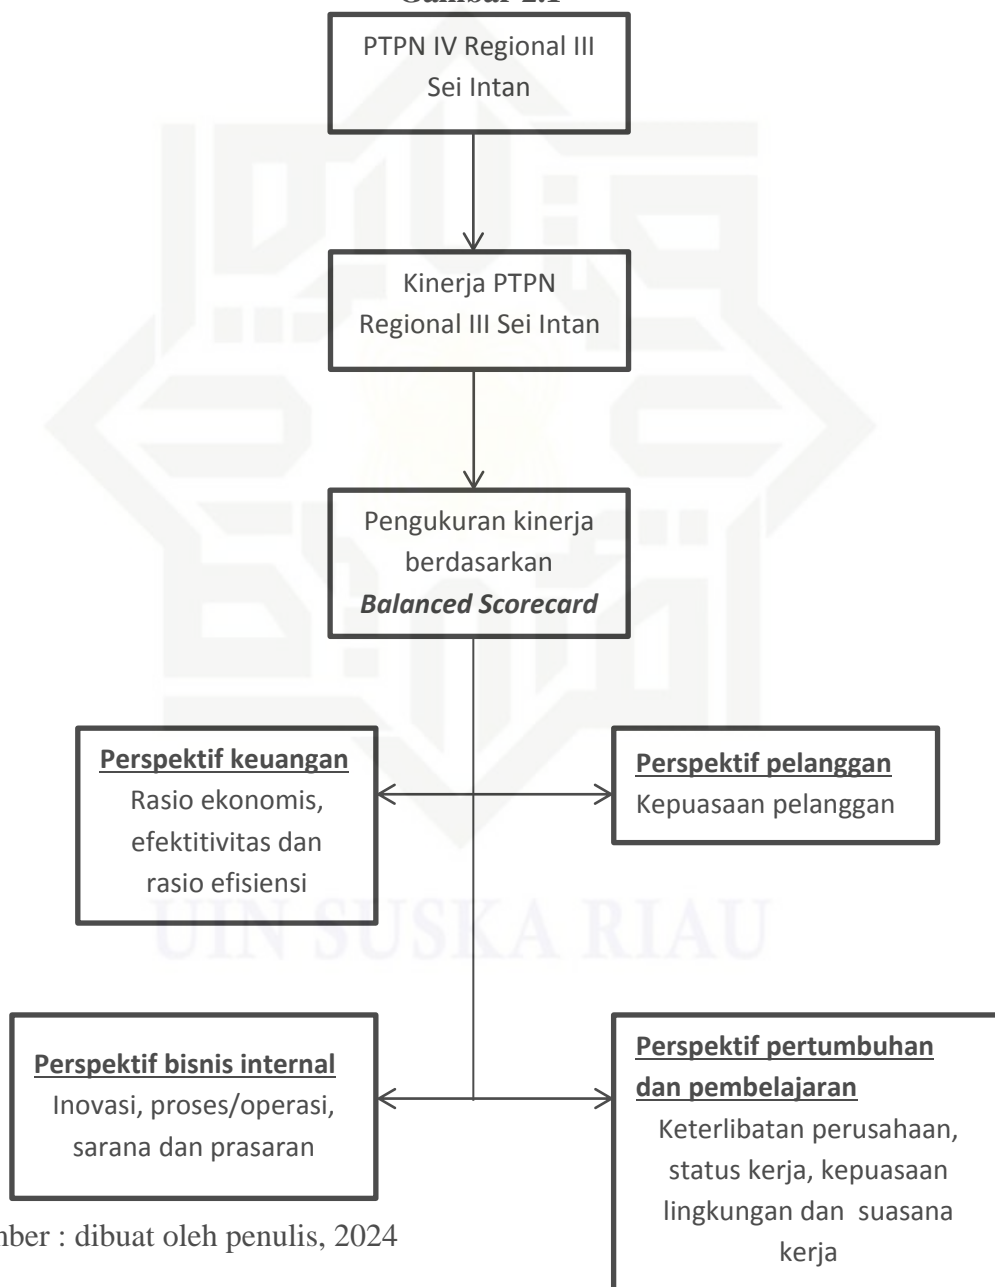 Gambar 2.1
PTPN IV Regional III
Sei Intan
Kinerja PTPN
Regional III Sei Intan
Pengukuran kinerja
berdasarkan
Balanced Scorecard
Perspektif keuangan
Rasio ekonomis,
efektitivitas dan
rasio efisiensi
Perspektif pelanggan
Kepuasaan pelanggan
UIN SUSKA RIAU
Perspektif bisnis internal
Inovasi, proses/operasi,
sarana dan prasaran
Perspektif pertumbuhan
dan pembelajaran
Keterlibatan perusahaan,
status kerja, kepuasaan
lingkungan dan suasana
kerja
: dibuat oleh penulis, 2024